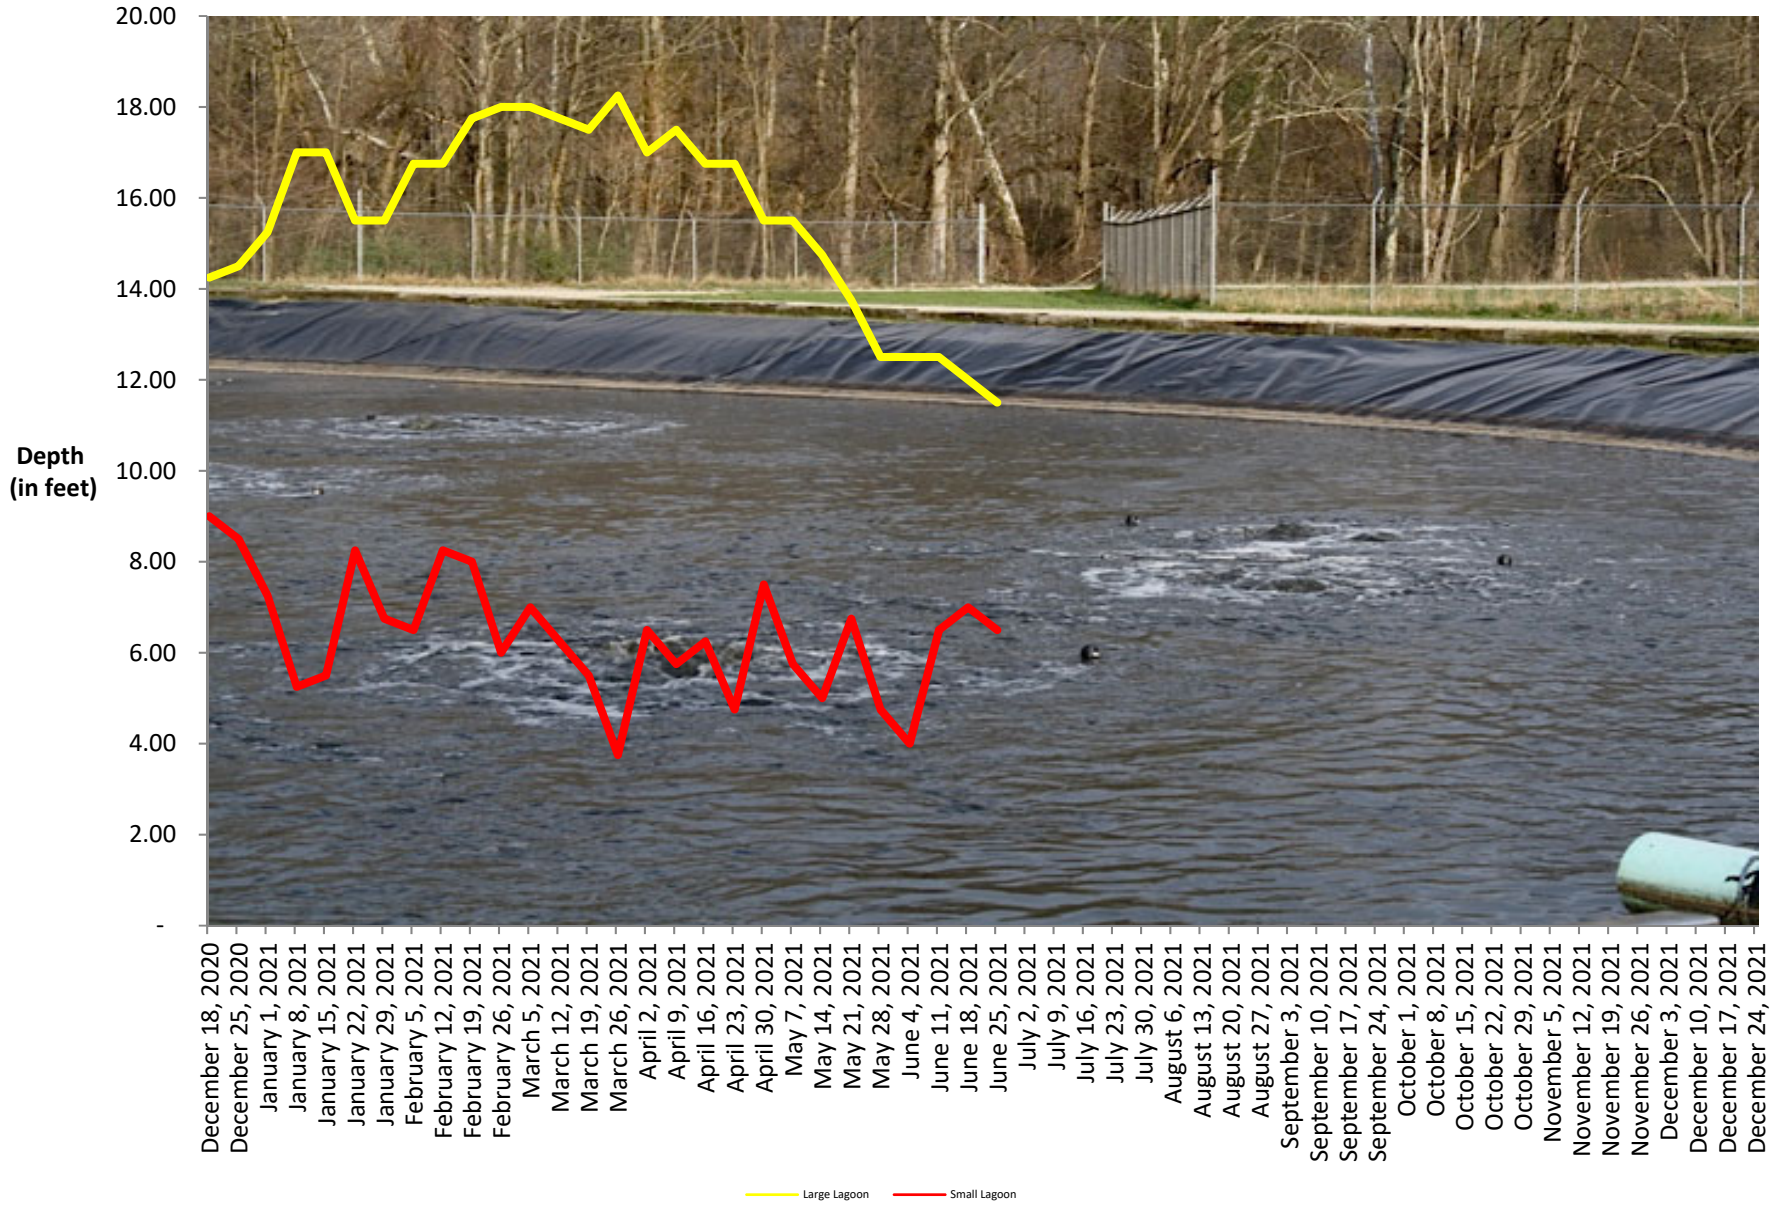 20.00
18.00
16.00
14.00
12.00
10.00
8.00
6.00
4.00
2.00
-
Depth
(in feet)
December 18, 2020
December 25, 2020
January 1, 2021
January 8, 2021
January 15, 2021
January 22, 2021
January 29, 2021
February 5, 2021
February 12, 2021
February 19, 2021
February 26, 2021
March 5, 2021
March 12, 2021
March 19, 2021
March 26, 2021
April 2, 2021
April 9, 2021
April 16, 2021
April 23, 2021
April 30, 2021
May 7, 2021
May 14, 2021
May 21, 2021
May 28, 2021
June 4, 2021
June 11, 2021
June 18, 2021
June 25, 2021
July 2, 2021
July 9, 2021
July 16, 2021
July 23, 2021
July 30, 2021
August 6, 2021
August 13, 2021
August 20, 2021
August 27, 2021
September 3, 2021
September 10, 2021
September 17, 2021
September 24, 2021
October 1, 2021
October 8, 2021
October 15, 2021
October 22, 2021
October 29, 2021
November 5, 2021
November 12, 2021
November 19, 2021
November 26, 2021
December 3, 2021
December 10, 2021
December 17, 2021
December 24, 2021
Large Lagoon
Small Lagoon